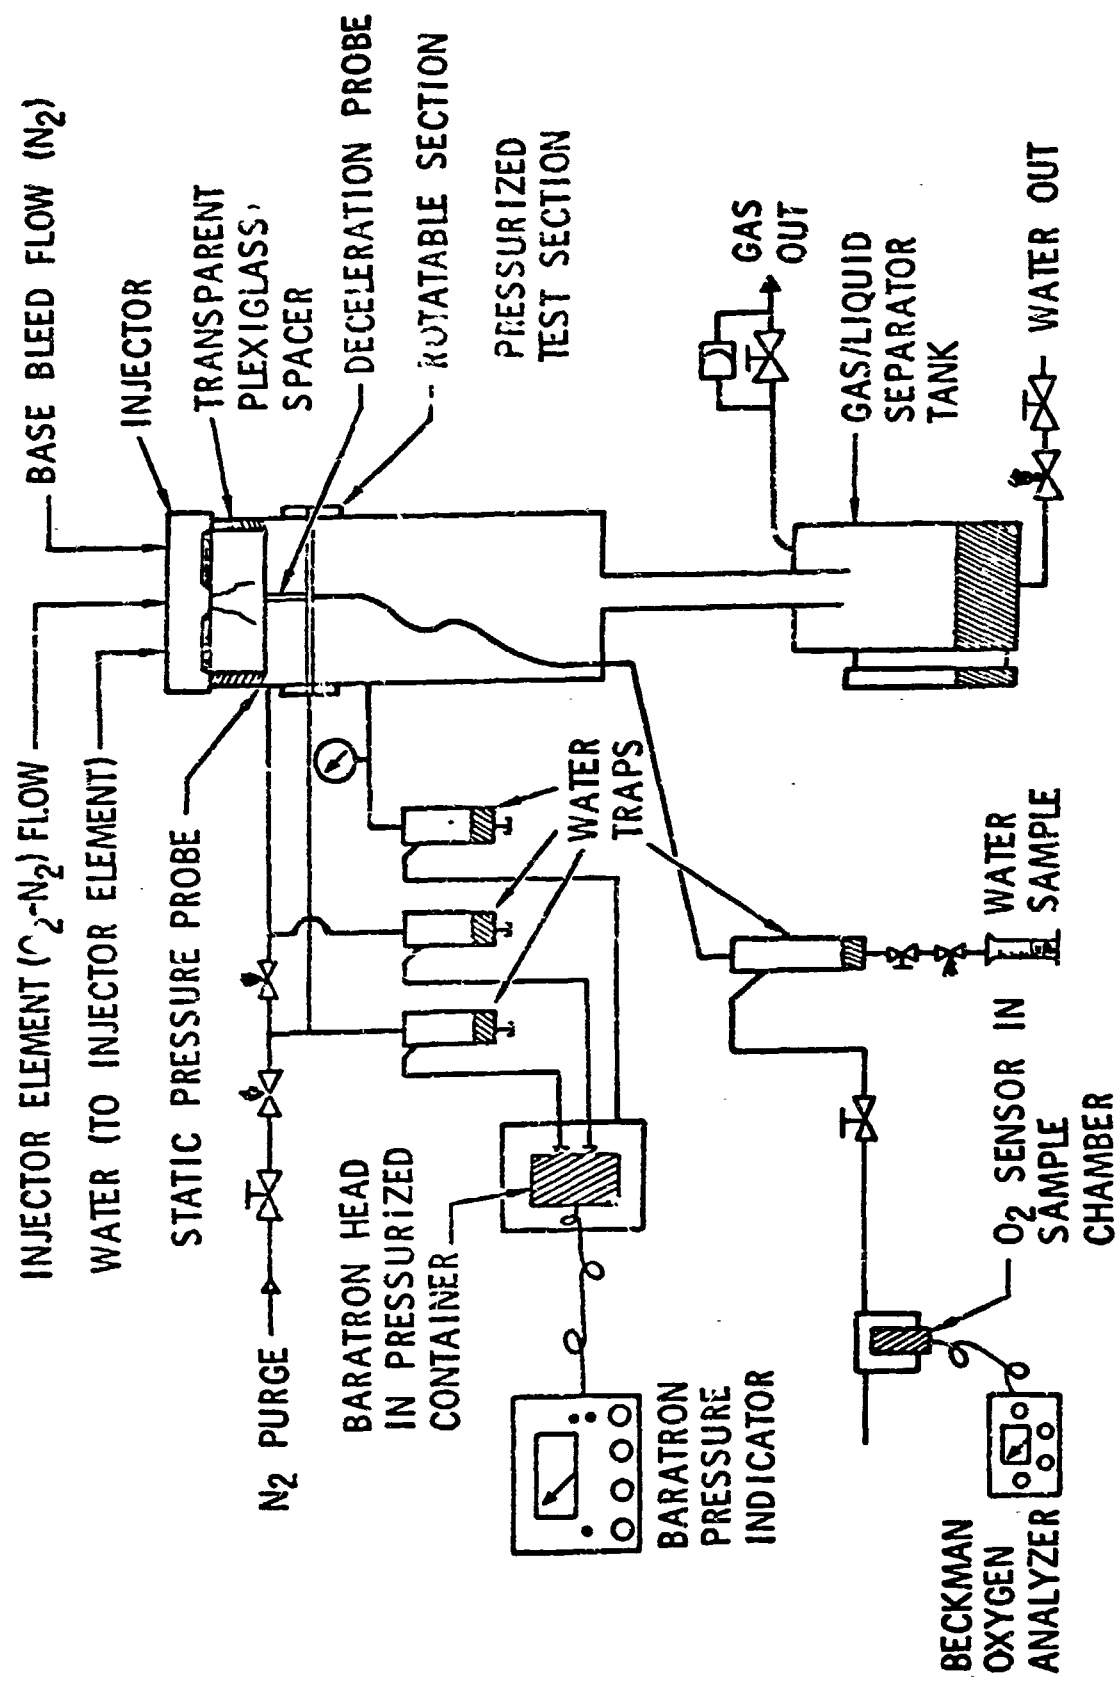 BASE BLEED FLOW (N2)
INJECTOR ELEMENT (O2-N2) FLOW
WATER (TO INJECTOR ELEMENT)
INJECTOR
TRANSPARENT
PLEXIGLASS,
SPACER
DECELERATION PROBE
ROTATABLE SECTION
STATIC PRESSURE PROBE
PRESSURIZED
TEST SECTION
N2 PURGE
BARATRON HEAD
IN PRESSURIZED
CONTAINER
WATER
TRAPS
GAS
OUT
BARATRON
PRESSURE
INDICATOR
GAS/LIQUID
SEPARATOR
TANK
WATER OUT
WATER
SAMPLE
O2 SENSOR IN
SAMPLE
CHAMBER
BECKMAN
OXYGEN
ANALYZER